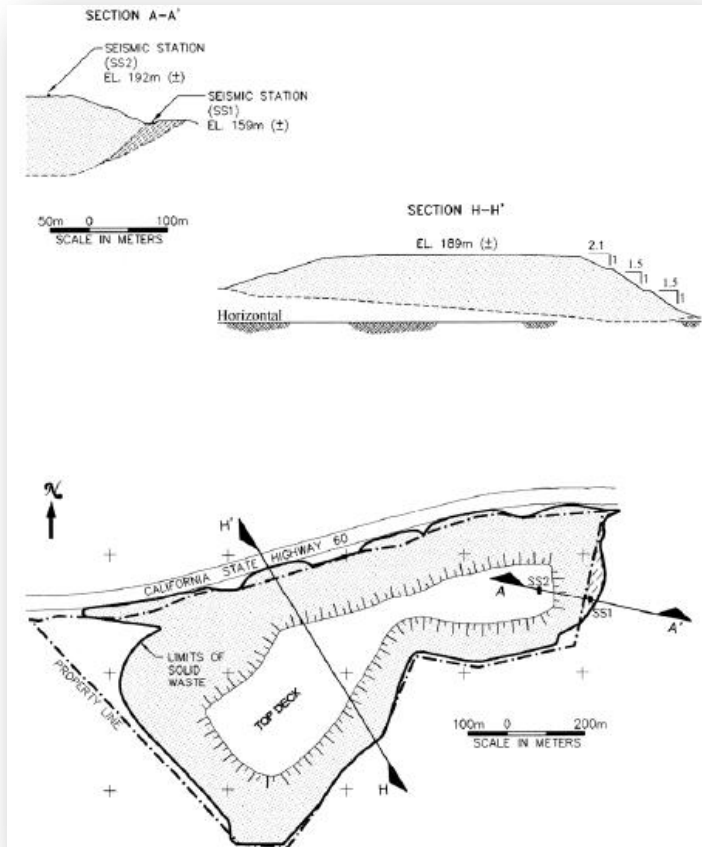 SECTION A-A'
SEISMIC STATION
(SS2)
EL. 192m (±)
SEISMIC STATION
(SS1)
EL. 159m (±)
50m 0 100m
SCALE IN METERS
SECTION H-H'
EL. 189m (±)
2.1
1
1.5
1
1.5
1
Horizontal
N
H'
CALIFORNIA STATE HIGHWAY 60
SS2
A
SS1
A'
LIMITS OF
SOLID
WASTE
PROPERTY LINE
TOP DECK
100m 0 200m
SCALE IN METERS
H